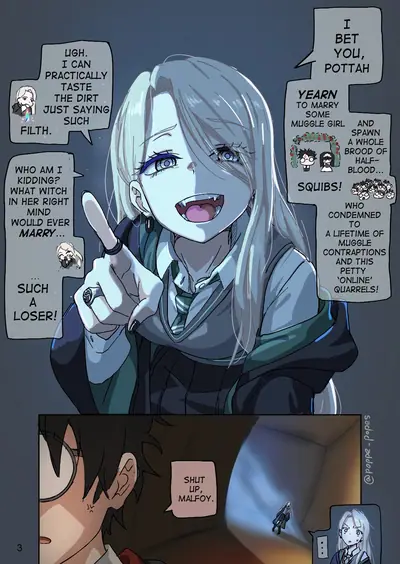 I
BET
YOU,
POTTAH
YEARN
TO MARRY
SOME
MUGGLE GIRL
AND
SPAWN
A WHOLE
BROOD OF
HALF-
BLOOD...
SQUIBS!
WHO
CONDEMNED
TO
A LIFETIME OF
MUGGLE
CONTRAPTIONS
AND THIS
PETTY
'ONLINE'
QUARRELS!
UGH.
I CAN
PRACTICALLY
TASTE
THE DIRT
JUST SAYING
SUCH
FILTH.
WHO AM I
KIDDING?
WHAT WITCH
IN HER RIGHT
MIND
WOULD EVER
MARRY...
...
SUCH
A LOSER!
SHUT
UP,
MALFOY.
...
@poppe_popes
3